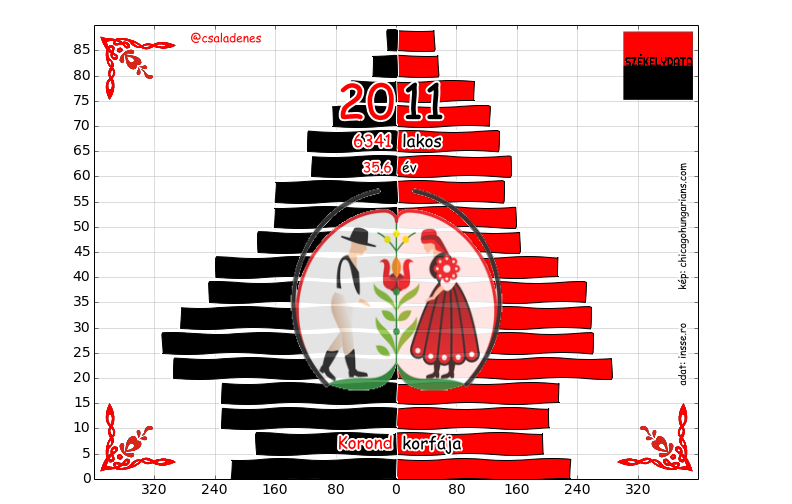 @csaladenes
SZÉKELYDATA
2011
6341 lakos
35.6 év
kép: chicagohungarians.com
adat: insse.ro
Korond korfája
85
80
75
70
65
60
55
50
45
40
35
30
25
20
15
10
5
0
320 240 160 80 0 80 160 240 320